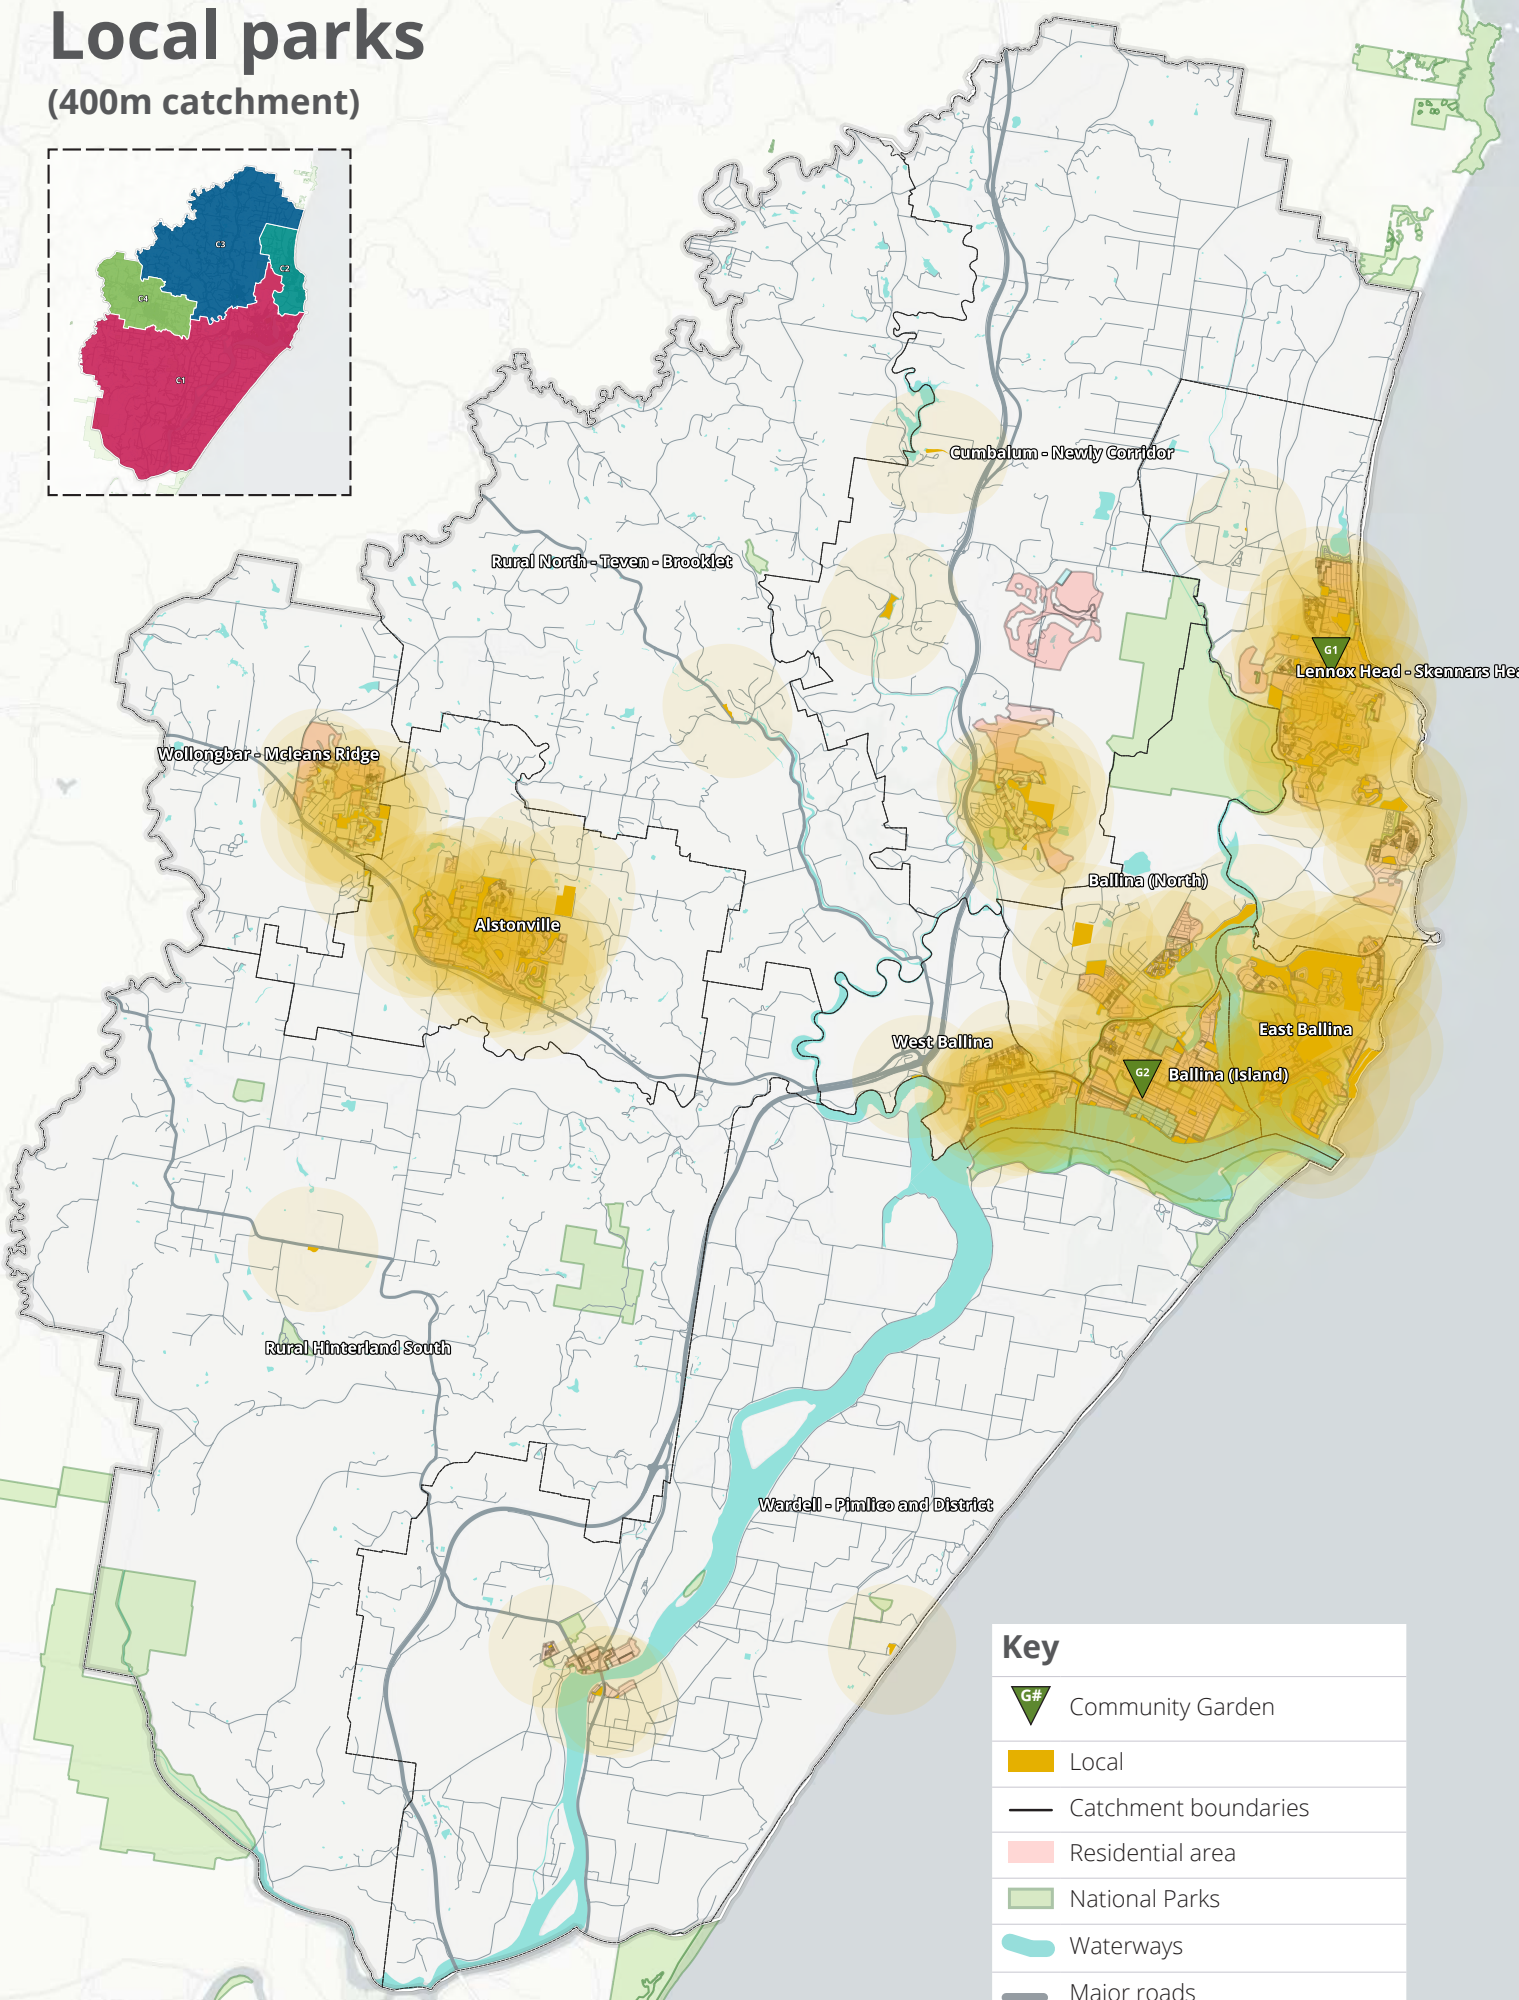 Local parks
(400m catchment)
C3
C2
C4
C1
Cumbalum - Newly Corridor
Rural North - Teven - Brooklet
G1
Lennox Head - Skennars Hea
Wollongbar - Mcleans Ridge
Ballina (North)
Alstonville
East Ballina
West Ballina
G2
Ballina (Island)
Rural Hinterland South
Wardell - Pimlico and District
Key
G#
Community Garden
Local
Catchment boundaries
Residential area
National Parks
Waterways
Major roads